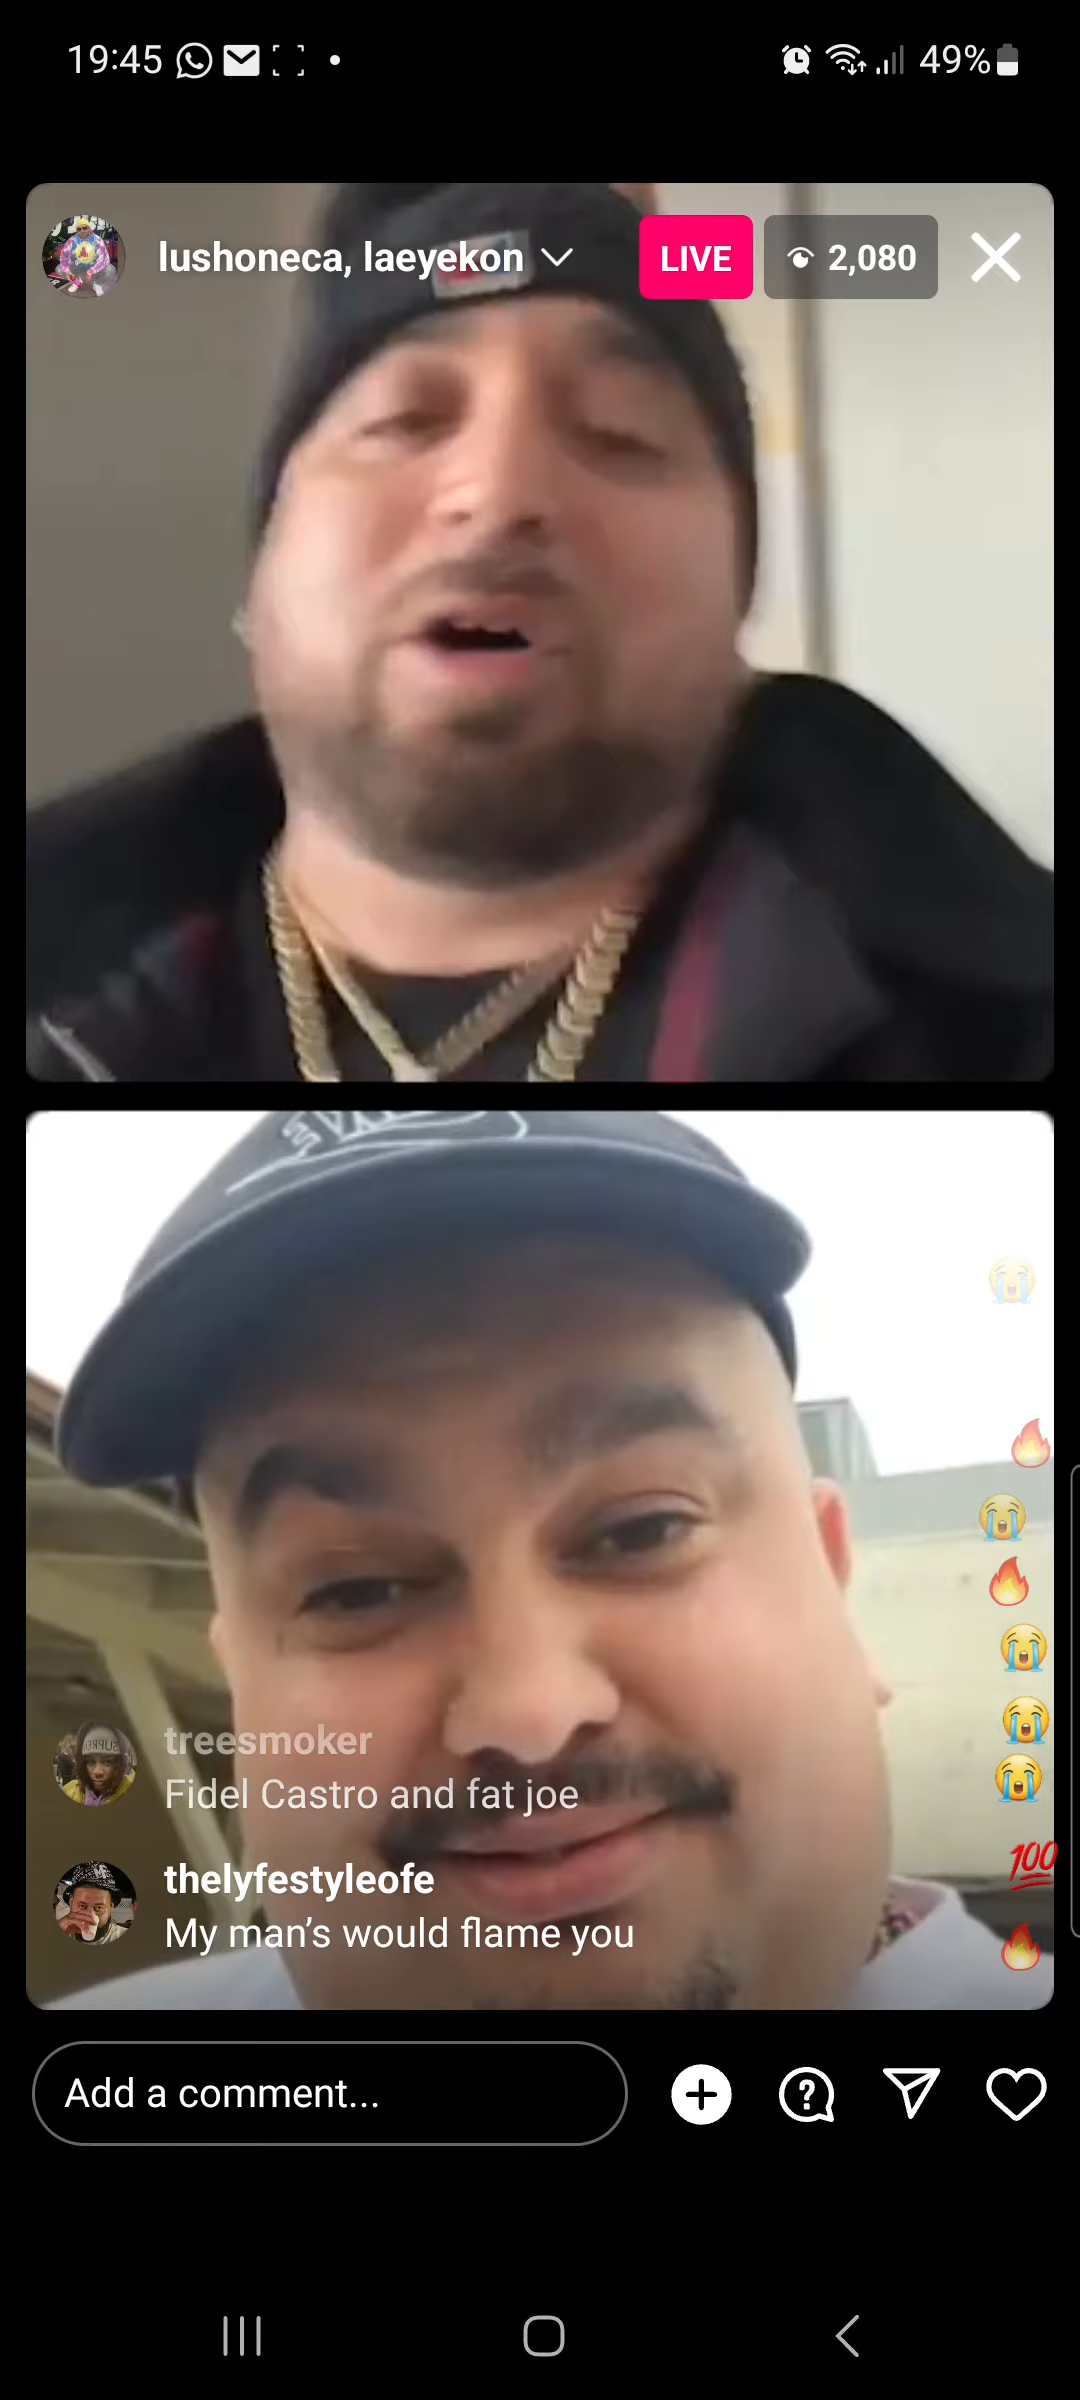 19:45
49%
lushoneca, laeyekon
LIVE
2,080
treesmoker
Fidel Castro and fat joe
thelyfestyleofe
My man’s would flame you
100
Add a comment...